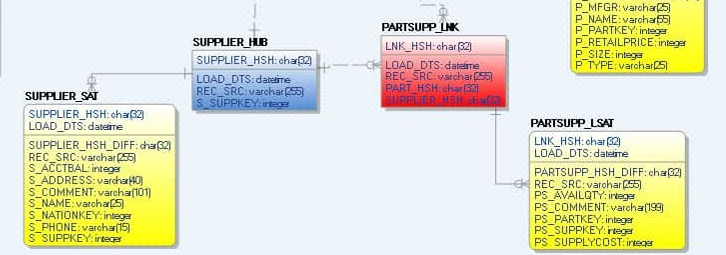 P_MFGR: varchar(25)
P_NAME: varchar(55)
P_PARTKEY: integer
P_RETAILPRICE: integer
P_SIZE: integer
P_TYPE: varchar(25)
PARTSUPP_LNK
LNK_HSH: char(32)
LOAD_DTS: datetime
REC_SRC: varchar(255)
PART_HSH: char(32)
SUPPLIER_HSH: char(32)
SUPPLIER_HUB
SUPPLIER_HSH: char(32)
LOAD_DTS: datetime
REC_SRC: varchar(255)
S_SUPPKEY: integer
SUPPLIER_SAT
SUPPLIER_HSH: char(32)
LOAD_DTS: datetime
SUPPLIER_HSH_DIFF: char(32)
REC_SRC: varchar(255)
S_ACCTBAL: integer
S_ADDRESS: varchar(40)
S_COMMENT: varchar(101)
S_NAME: varchar(25)
S_NATIONKEY: integer
S_PHONE: varchar(15)
S_SUPPKEY: integer
PARTSUPP_LSAT
LNK_HSH: char(32)
LOAD_DTS: datetime
PARTSUPP_HSH_DIFF: char(32)
REC_SRC: varchar(255)
PS_AVAILQTY: integer
PS_COMMENT: varchar(199)
PS_PARTKEY: integer
PS_SUPPKEY: integer
PS_SUPPLYCOST: integer